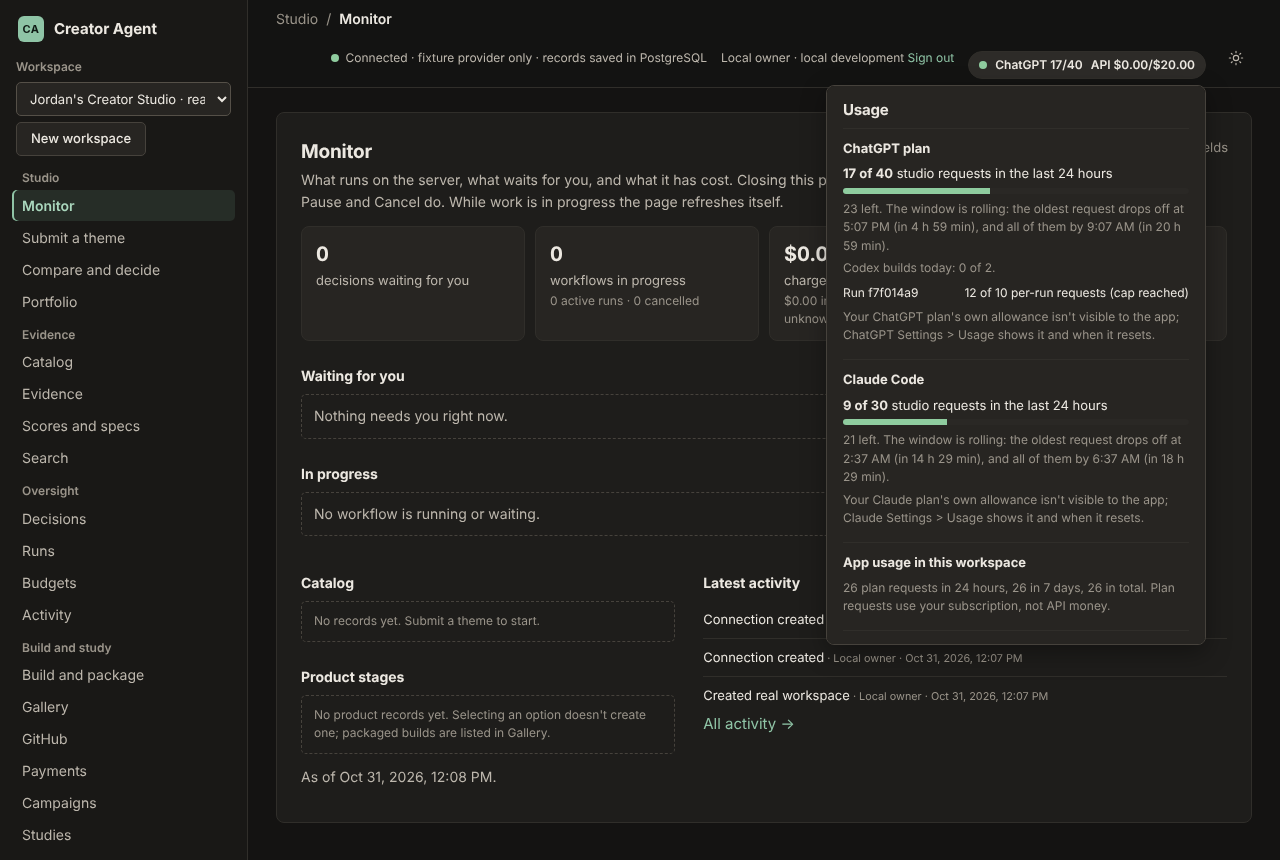 CA Creator Agent
Workspace
Jordan's Creator Studio · rea
New workspace
Studio
Monitor
Submit a theme
Compare and decide
Portfolio
Evidence
Catalog
Evidence
Scores and specs
Search
Oversight
Decisions
Runs
Budgets
Activity
Build and study
Build and package
Gallery
GitHub
Payments
Campaigns
Studies
Studio / Monitor
Connected · fixture provider only · records saved in PostgreSQL Local owner · local development Sign out
ChatGPT 17/40 API $0.00/$20.00
Monitor
What runs on the server, what waits for you, and what it has cost. Closing this p
Pause and Cancel do. While work is in progress the page refreshes itself.
elds
0
decisions waiting for you
0
workflows in progress
0 active runs · 0 cancelled
$0.0
charge
$0.00 i
unknow
Waiting for you
Nothing needs you right now.
In progress
No workflow is running or waiting.
Catalog
No records yet. Submit a theme to start.
Product stages
No product records yet. Selecting an option doesn't create
one; packaged builds are listed in Gallery.
As of Oct 31, 2026, 12:08 PM.
Latest activity
Connection created
Connection created · Local owner · Oct 31, 2026, 12:07 PM
Created real workspace · Local owner · Oct 31, 2026, 12:07 PM
All activity →
Usage
ChatGPT plan
17 of 40 studio requests in the last 24 hours
23 left. The window is rolling: the oldest request drops off at
5:07 PM (in 4 h 59 min), and all of them by 9:07 AM (in 20 h
59 min).
Codex builds today: 0 of 2.
Run f7f014a9 12 of 10 per-run requests (cap reached)
Your ChatGPT plan's own allowance isn't visible to the app;
ChatGPT Settings > Usage shows it and when it resets.
Claude Code
9 of 30 studio requests in the last 24 hours
21 left. The window is rolling: the oldest request drops off at
2:37 AM (in 14 h 29 min), and all of them by 6:37 AM (in 18 h
29 min).
Your Claude plan's own allowance isn't visible to the app;
Claude Settings > Usage shows it and when it resets.
App usage in this workspace
26 plan requests in 24 hours, 26 in 7 days, 26 in total. Plan
requests use your subscription, not API money.